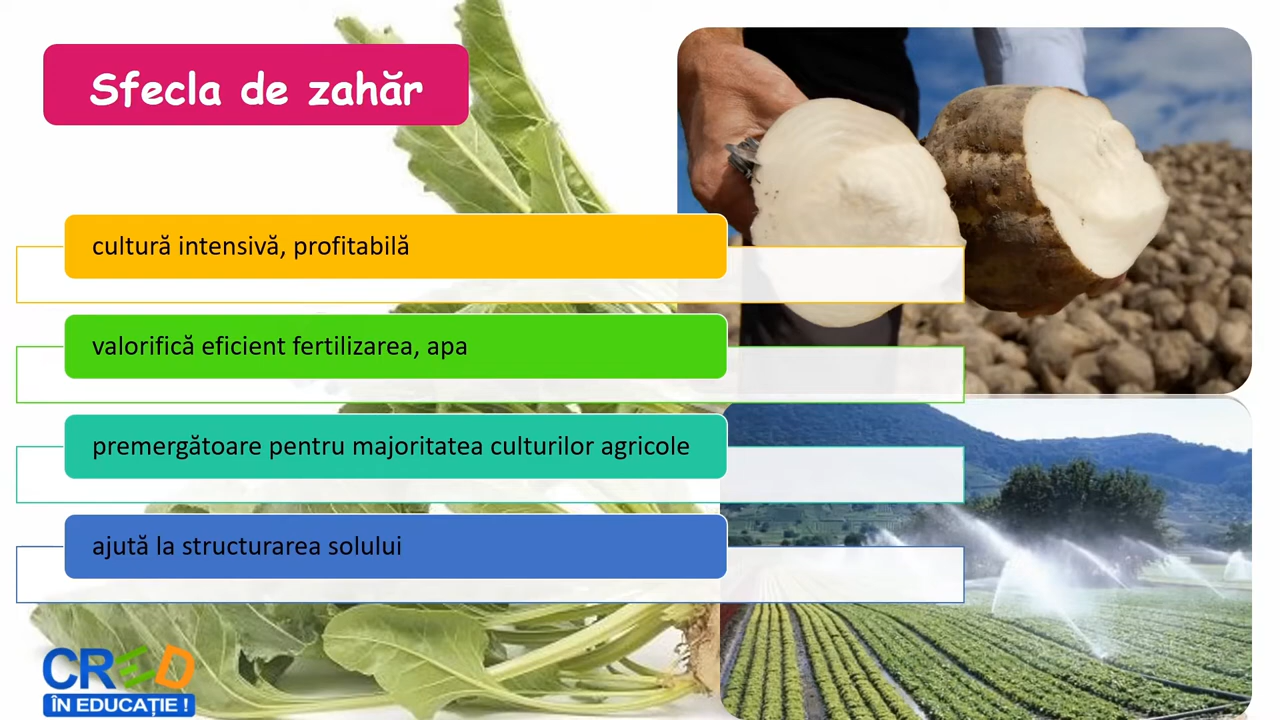 Sfecla de zahăr
cultură intensivă, profitabilă
valorifică eficient fertilizarea, apa
premergătoare pentru majoritatea culturilor agricole
ajută la structurarea solului
CRED
ÎN EDUCAȚIE !